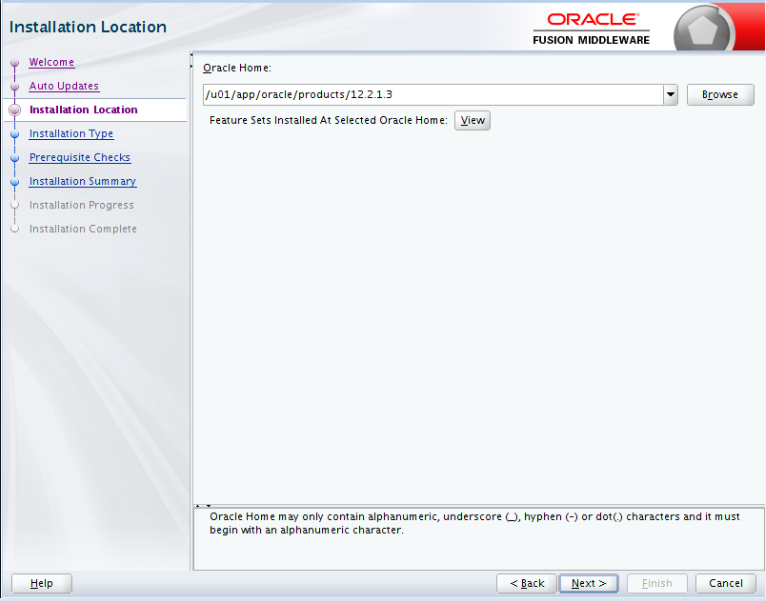 Installation Location
ORACLE
FUSION MIDDLEWARE
Welcome
Auto Updates
Installation Location
Installation Type
Prerequisite Checks
Installation Summary
Installation Progress
Installation Complete
Oracle Home:
/u01/app/oracle/products/12.2.1.3
Browse
Feature Sets Installed At Selected Oracle Home:
View
Oracle Home may only contain alphanumeric, underscore (_), hyphen (-) or dot(.) characters and it must
begin with an alphanumeric character.
Help
< Back
Next >
Finish
Cancel